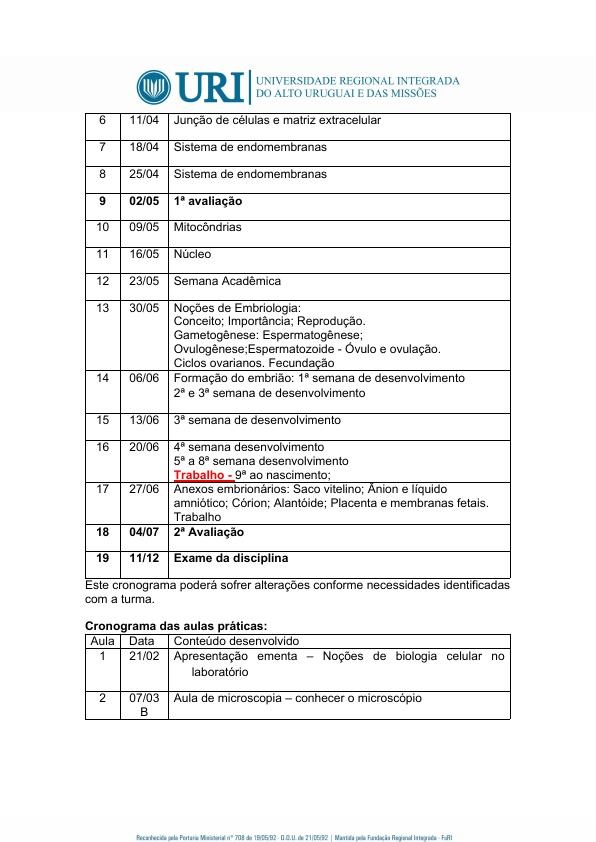 URI
UNIVERSIDADE REGIONAL INTEGRADA
DO ALTO URUGUAI E DAS MISSÕES
6 11/04 Junção de células e matriz extracelular
7 18/04 Sistema de endomembranas
8 25/04 Sistema de endomembranas
9 02/05 1ª avaliação
10 09/05 Mitocôndrias
11 16/05 Núcleo
12 23/05 Semana Acadêmica
13 30/05 Noções de Embriologia:
Conceito; Importância; Reprodução.
Gametogênese: Espermatogênese;
Ovulogênese;Espermatozoide - Óvulo e ovulação.
Ciclos ovarianos. Fecundação
14 06/06 Formação do embrião: 1ª semana de desenvolvimento
2ª e 3ª semana de desenvolvimento
15 13/06 3ª semana de desenvolvimento
16 20/06 4ª semana desenvolvimento
5ª a 8ª semana desenvolvimento
Trabalho - 9ª ao nascimento;
17 27/06 Anexos embrionários: Saco vitelino; Ânion e líquido
amniótico; Córion; Alantóide; Placenta e membranas fetais.
Trabalho
18 04/07 2ª Avaliação
19 11/12 Exame da disciplina
Este cronograma poderá sofrer alterações conforme necessidades identificadas
com a turma.
Cronograma das aulas práticas:
Aula Data Conteúdo desenvolvido
1 21/02 Apresentação ementa – Noções de biologia celular no
laboratório
2 07/03 Aula de microscopia – conhecer o microscópio
B
Reconhecida pela Portaria Ministerial nº 708 de 19/05/92 - D.O.U. de 21/05/92 | Mantida pela Fundação Regional Integrada - FuRI